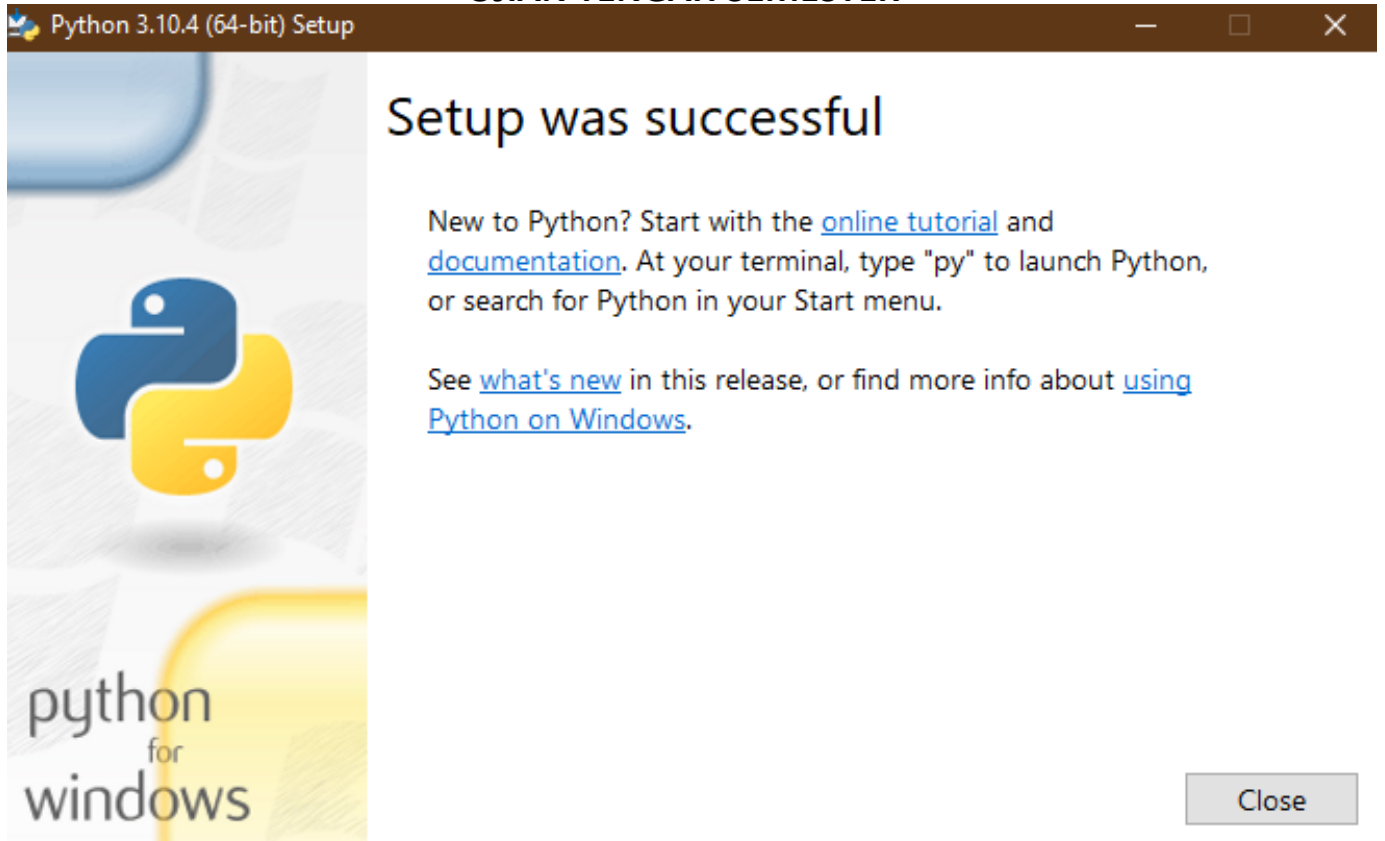 Python 3.10.4 (64-bit) Setup
Setup was successful
New to Python? Start with the online tutorial and
documentation. At your terminal, type "py" to launch Python,
or search for Python in your Start menu.
See what's new in this release, or find more info about using
Python on Windows.
python
for
windows
Close